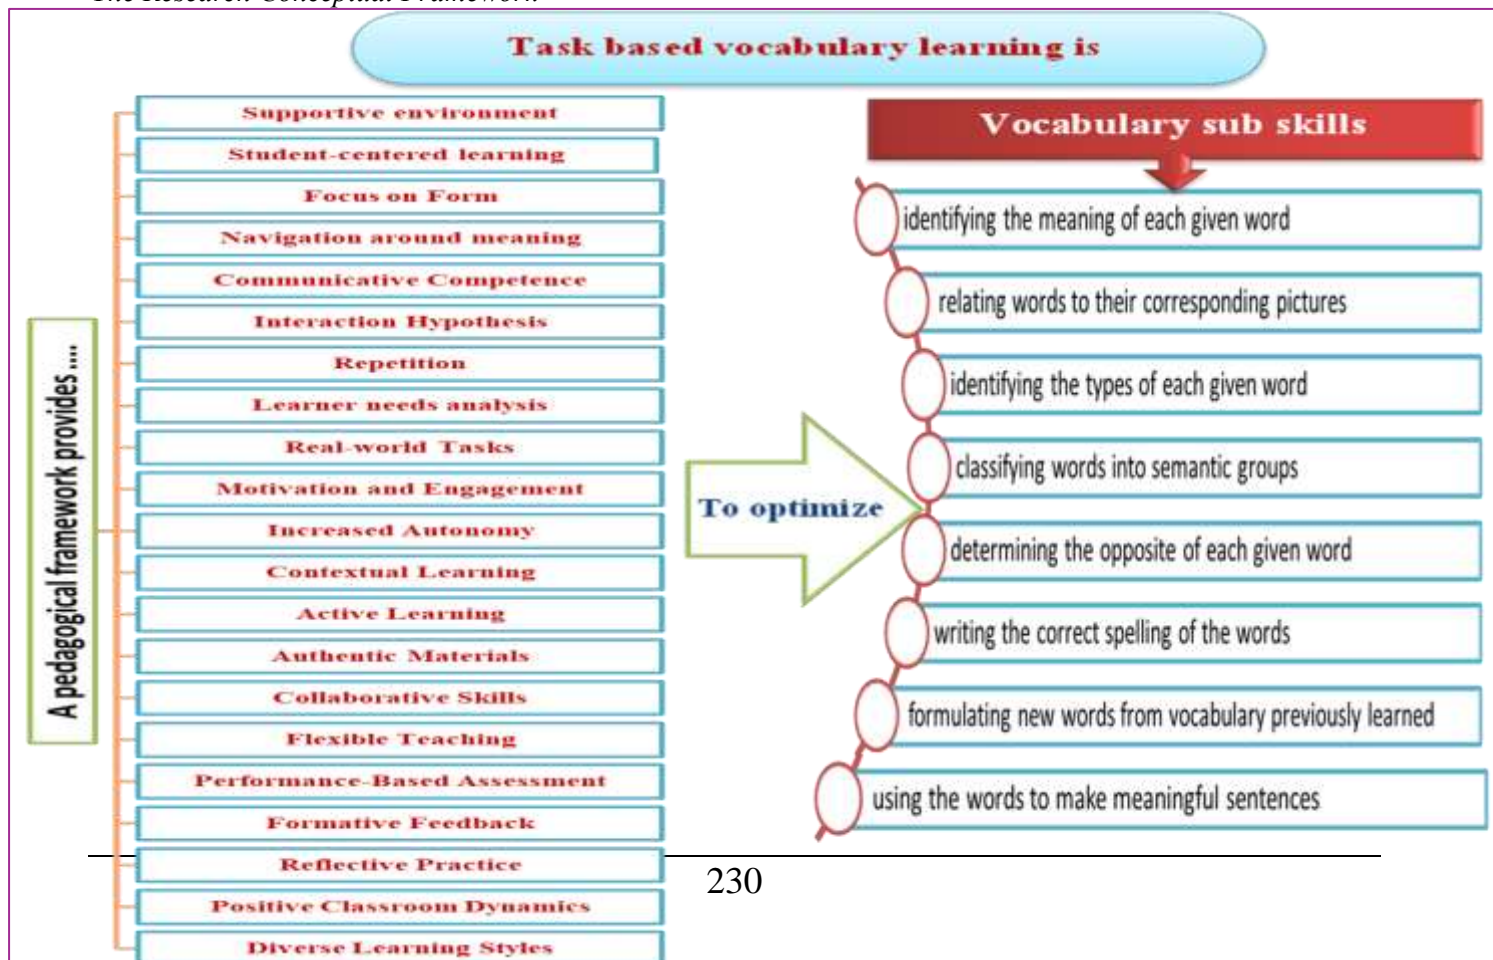 The Research Conceptual Framework
Task based vocabulary learning is
A pedagogical framework provides ....
Supportive environment
Student-centered learning
Focus on Form
Navigation around meaning
Communicative Competence
Interaction Hypothesis
Repetition
Learner needs analysis
Real-world Tasks
Motivation and Engagement
Increased Autonomy
Contextual Learning
Active Learning
Authentic Materials
Collaborative Skills
Flexible Teaching
Performance-Based Assessment
Formative Feedback
Reflective Practice
Positive Classroom Dynamics
Diverse Learning Styles
To optimize
Vocabulary sub skills
identifying the meaning of each given word
relating words to their corresponding pictures
identifying the types of each given word
classifying words into semantic groups
determining the opposite of each given word
writing the correct spelling of the words
formulating new words from vocabulary previously learned
using the words to make meaningful sentences
230